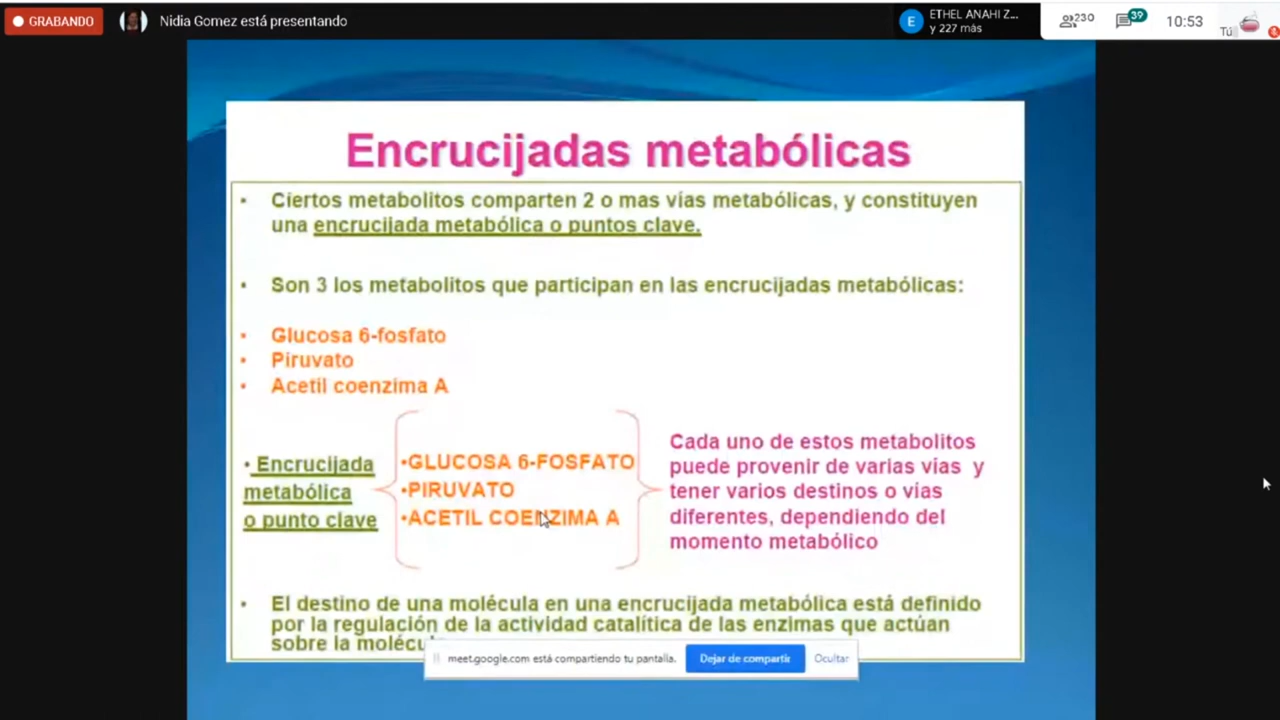 GRABANDO
Nidia Gomez está presentando
E
ETHEL ANAHI Z...
y 227 más
230
39
10:53
Tú
Encrucijadas metabólicas
• Ciertos metabolitos comparten 2 o mas vías metabólicas, y constituyen
una encrucijada metabólica o puntos clave.
• Son 3 los metabolitos que participan en las encrucijadas metabólicas:
• Glucosa 6-fosfato
• Piruvato
• Acetil coenzima A
• Encrucijada
metabólica
o punto clave
•GLUCOSA 6-FOSFATO
•PIRUVATO
•ACETIL COENZIMA A
Cada uno de estos metabolitos
puede provenir de varias vías y
tener varios destinos o vías
diferentes, dependiendo del
momento metabólico
• El destino de una molécula en una encrucijada metabólica está definido
por la regulación de la actividad catalítica de las enzimas que actúan
sobre la
meet.google.com está compartiendo tu pantalla.
Dejar de compartir
Ocultar